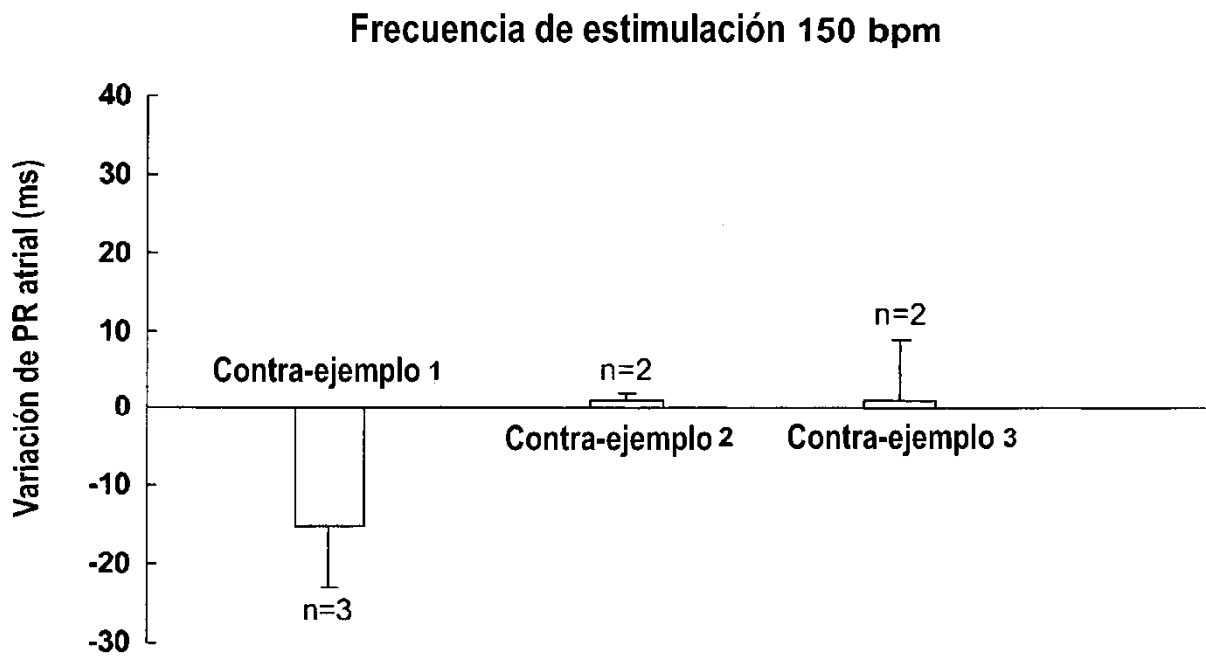 Frecuencia de estimulación 150 bpm
Variación de PR atrial (ms)
40
30
20
10
0
-10
-20
-30
Contra-ejemplo 1
n=3
n=2
Contra-ejemplo 2
n=2
Contra-ejemplo 3